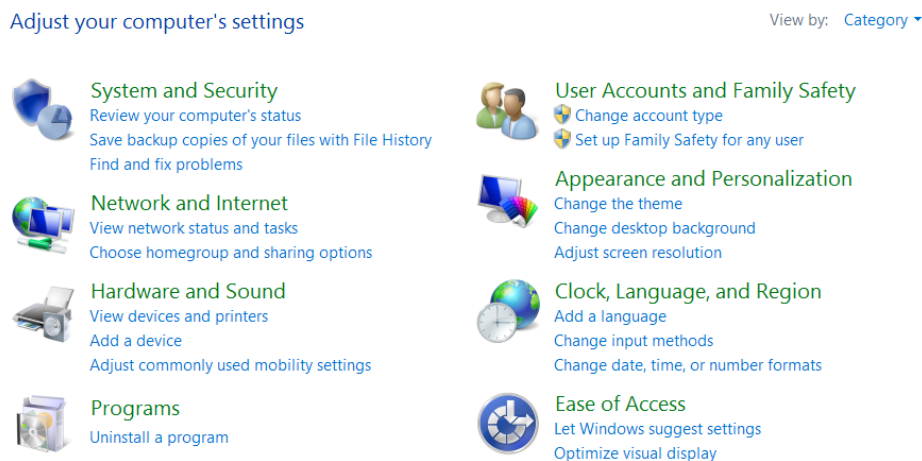 Adjust your computer's settings
View by: Category
System and Security
Review your computer's status
Save backup copies of your files with File History
Find and fix problems
Network and Internet
View network status and tasks
Choose homegroup and sharing options
Hardware and Sound
View devices and printers
Add a device
Adjust commonly used mobility settings
Programs
Uninstall a program
User Accounts and Family Safety
Change account type
Set up Family Safety for any user
Appearance and Personalization
Change the theme
Change desktop background
Adjust screen resolution
Clock, Language, and Region
Add a language
Change input methods
Change date, time, or number formats
Ease of Access
Let Windows suggest settings
Optimize visual display